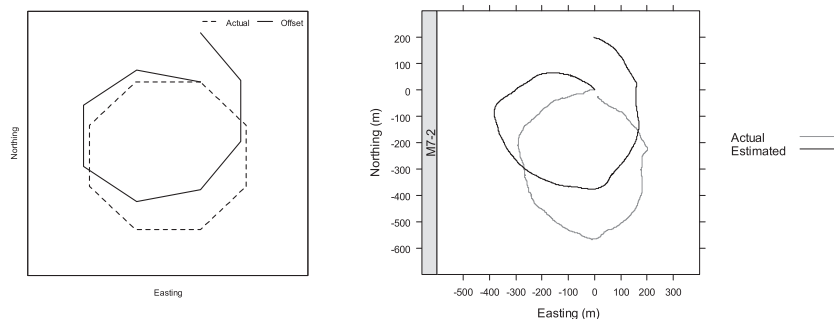 Actual
Offset
Northing
Easting
M7-2
Northing (m)
200
100
0
-100
-200
-300
-400
-500
-600
-500 -400 -300 -200 -100 0 100 200 300
Easting (m)
Actual
Estimated